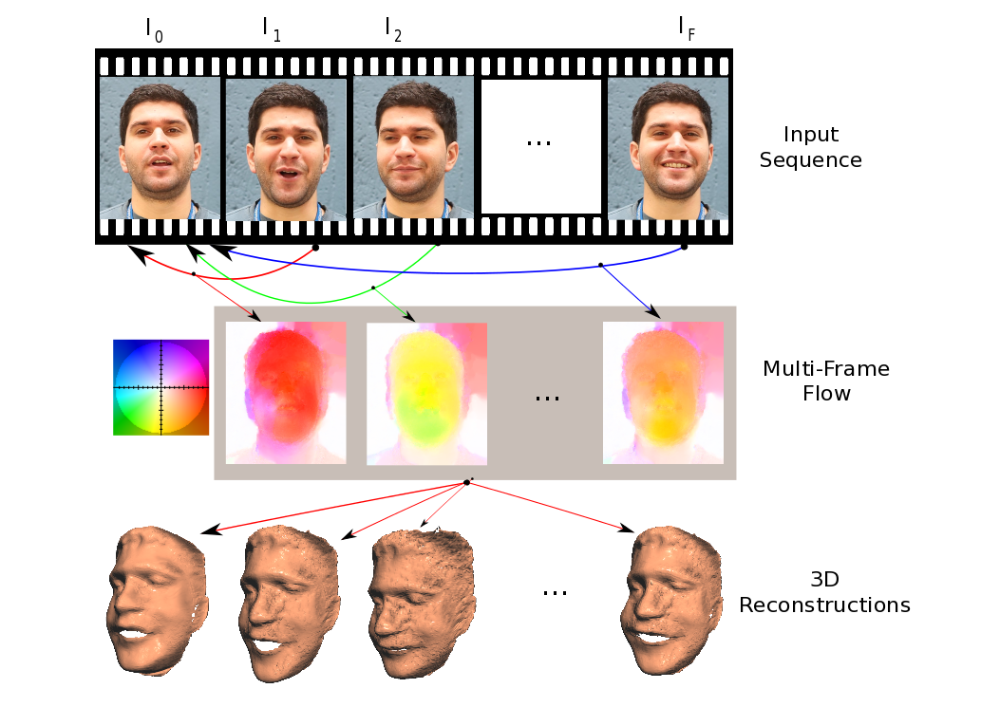 I0 I1 I2 IF
...
Input
Sequence
Multi-Frame
Flow
...
3D
Reconstructions
...